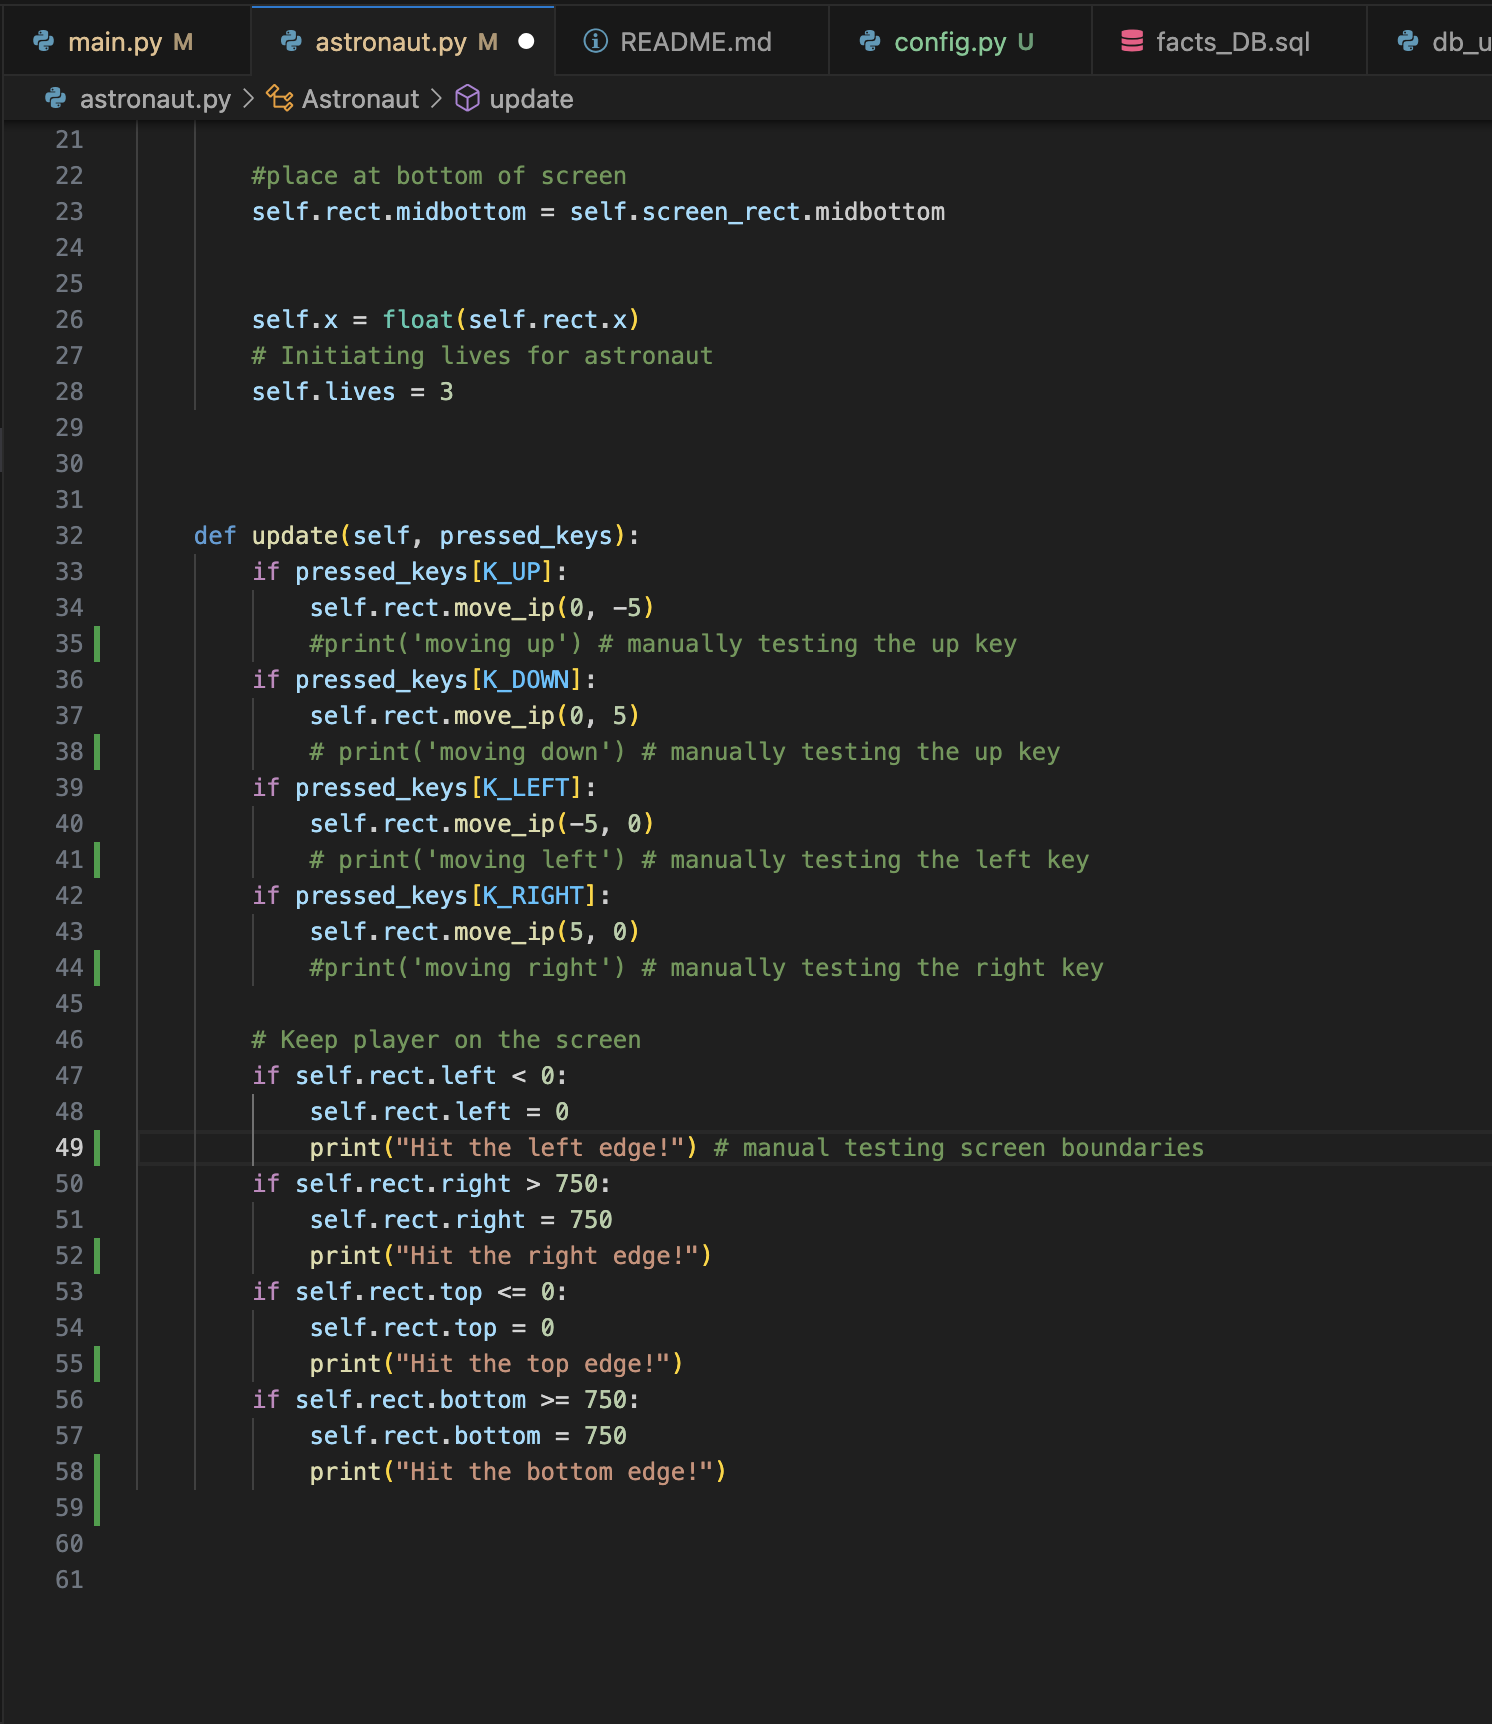 main.py M astronaut.py M README.md config.py U facts_DB.sql db_u
astronaut.py > Astronaut > update
21
22 #place at bottom of screen
23 self.rect.midbottom = self.screen_rect.midbottom
24
25
26 self.x = float(self.rect.x)
27 # Initiating lives for astronaut
28 self.lives = 3
29
30
31
32 def update(self, pressed_keys):
33 if pressed_keys[K_UP]:
34 self.rect.move_ip(0, -5)
35 #print('moving up') # manually testing the up key
36 if pressed_keys[K_DOWN]:
37 self.rect.move_ip(0, 5)
38 # print('moving down') # manually testing the up key
39 if pressed_keys[K_LEFT]:
40 self.rect.move_ip(-5, 0)
41 # print('moving left') # manually testing the left key
42 if pressed_keys[K_RIGHT]:
43 self.rect.move_ip(5, 0)
44 #print('moving right') # manually testing the right key
45
46 # Keep player on the screen
47 if self.rect.left < 0:
48 self.rect.left = 0
49 print("Hit the left edge!") # manual testing screen boundaries
50 if self.rect.right > 750:
51 self.rect.right = 750
52 print("Hit the right edge!")
53 if self.rect.top <= 0:
54 self.rect.top = 0
55 print("Hit the top edge!")
56 if self.rect.bottom >= 750:
57 self.rect.bottom = 750
58 print("Hit the bottom edge!")
59
60
61